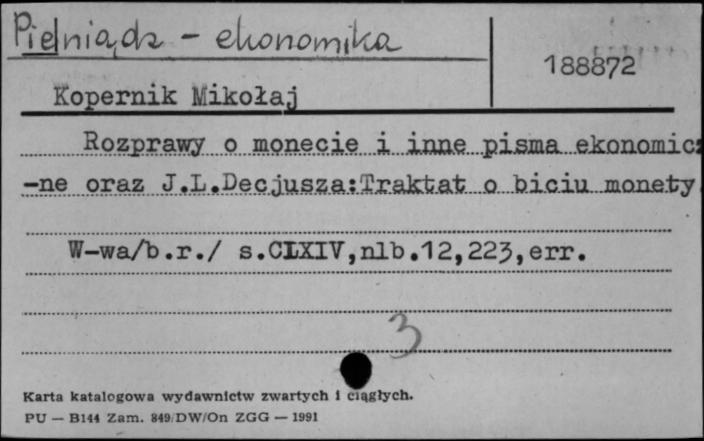 Pieniądz - ekonomika
188872
Kopernik Mikołaj
Rozprawy o monecie i inne pisma ekonomicz
-ne oraz J.L.Decjusza:Traktat o biciu monety
W-wa/b.r./ s.CLXIV,nlb.12,223,err.
3
Karta katalogowa wydawnictw zwartych i ciągłych.
PU — B144 Zam. 849/DW/On ZGG — 1991